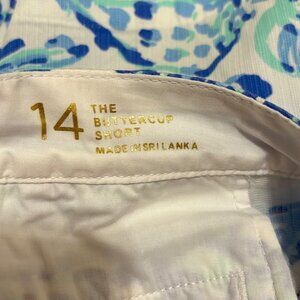 14
THE
BUTTERCUP
SHORT
MADE IN SRI LANKA